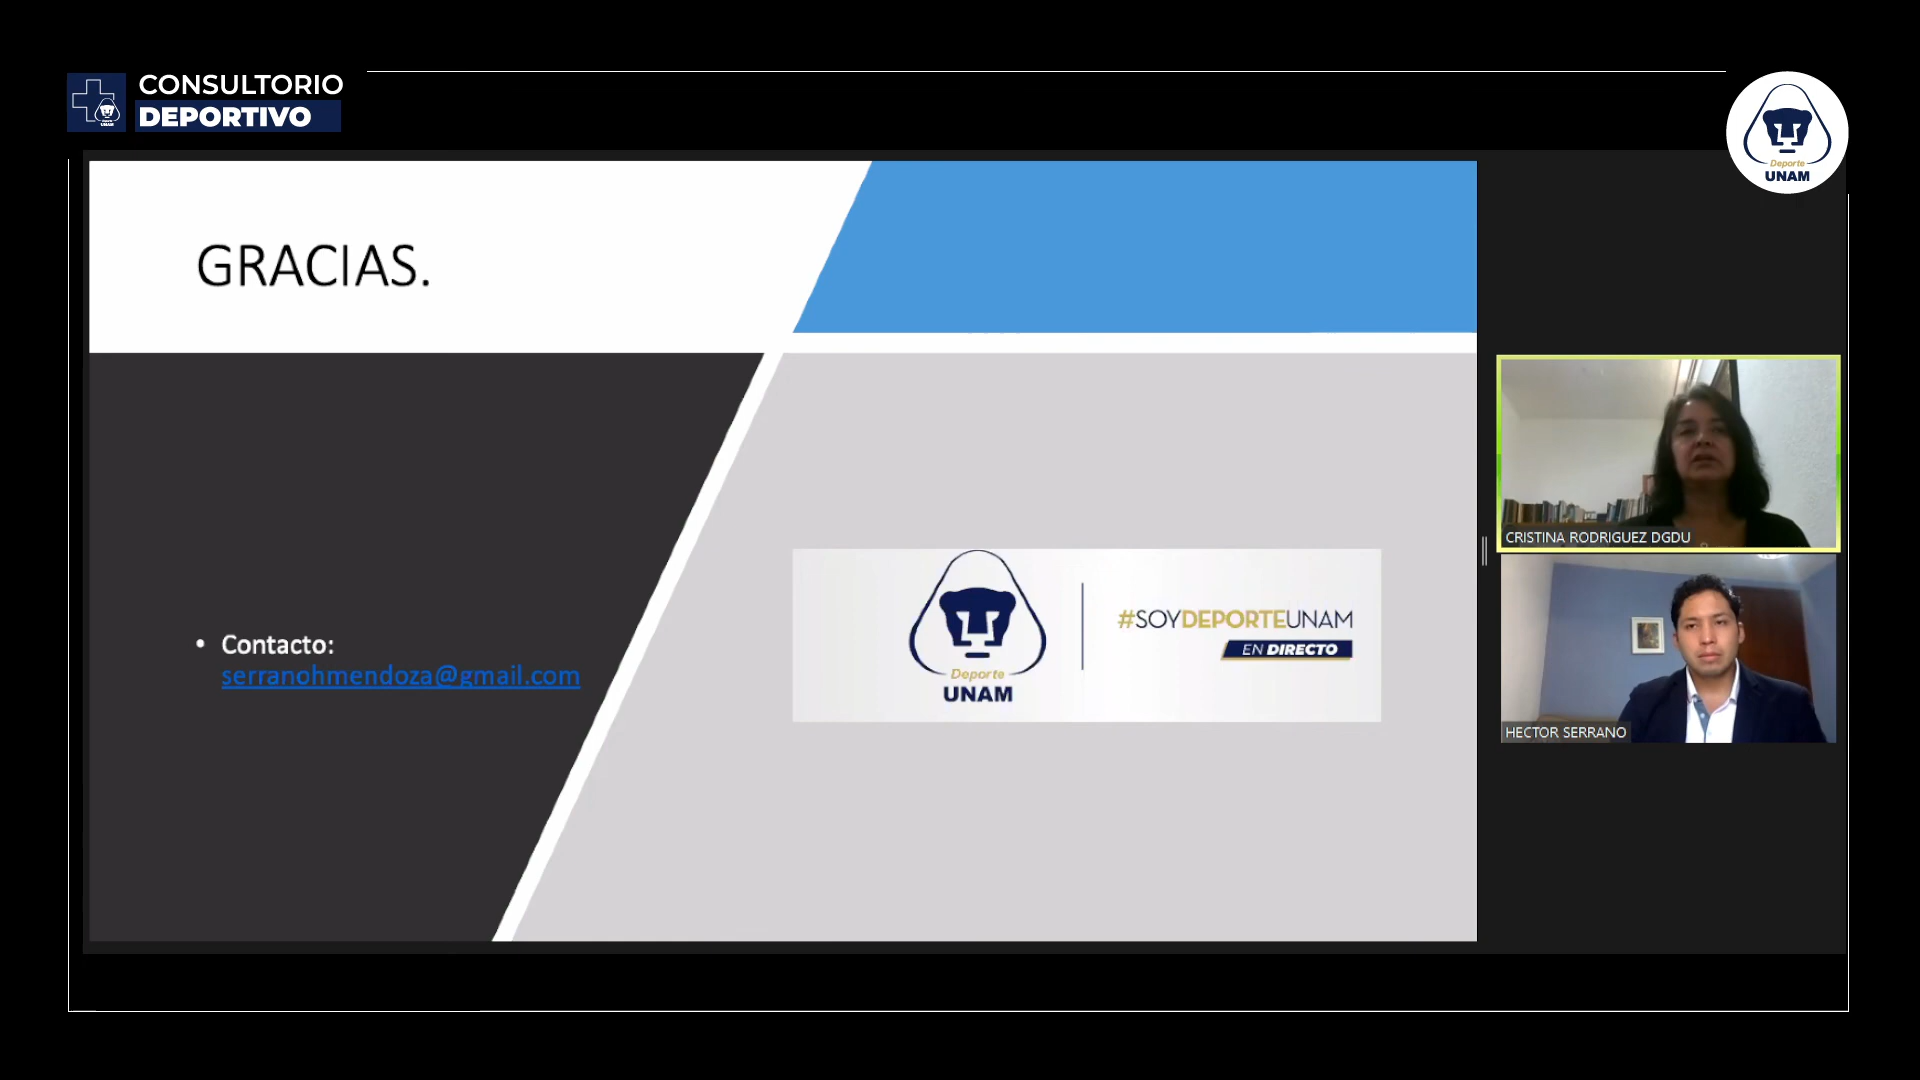 CONSULTORIO
DEPORTIVO
Deporte
UNAM
GRACIAS.
• Contacto:
serranohmendoza@gmail.com
Deporte
UNAM
#SOYDEPORTEUNAM
EN DIRECTO
CRISTINA RODRIGUEZ DGDU
HECTOR SERRANO